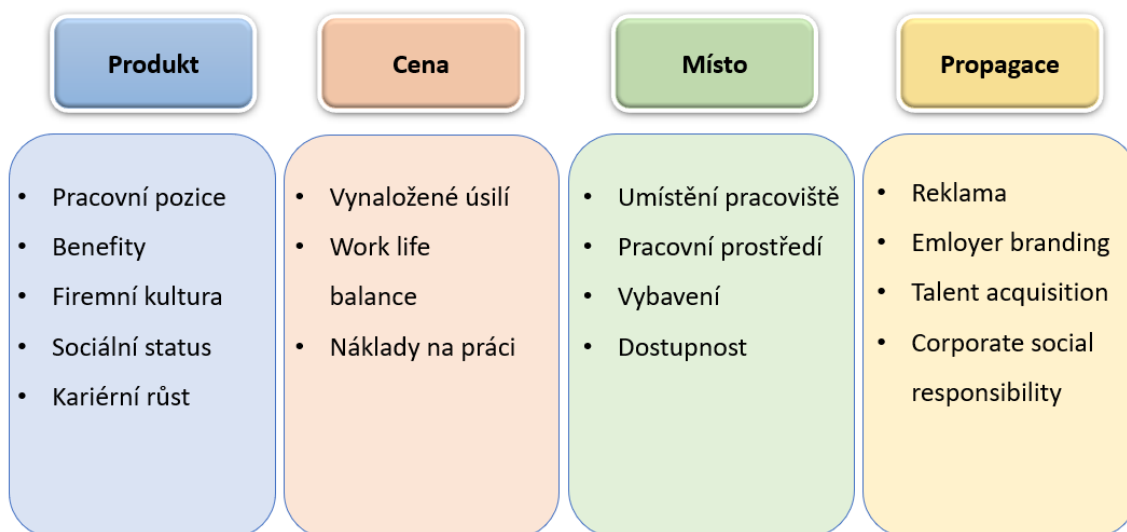 Produkt
Pracovní pozice
Benefity
Firemní kultura
Sociální status
Kariérní růst
Cena
Vynaložené úsilí
Work life
balance
Náklady na práci
Místo
Umístění pracoviště
Pracovní prostředí
Vybavení
Dostupnost
Propagace
Reklama
Emloyer branding
Talent acquisition
Corporate social
responsibility